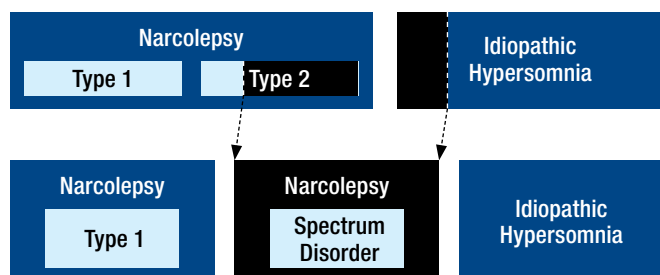 Narcolepsy
Type 1
Type 2
Idiopathic
Hypersomnia
Narcolepsy
Type 1
Narcolepsy
Spectrum
Disorder
Idiopathic
Hypersomnia